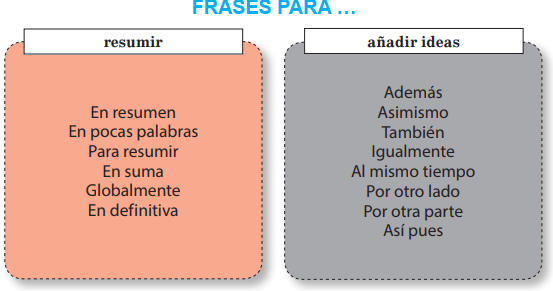 FRASES PARA ...
resumir
En resumen
En pocas palabras
Para resumir
En suma
Globalmente
En definitiva
añadir ideas
Además
Asimismo
También
Igualmente
Al mismo tiempo
Por otro lado
Por otra parte
Así pues